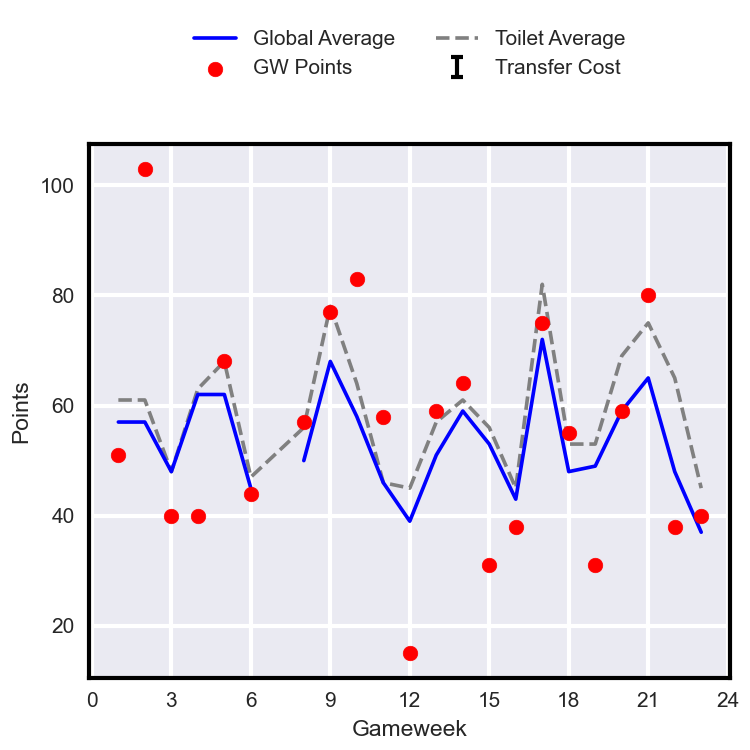 Global Average Toilet Average
GW Points Transfer Cost
100
80
60
40
20
Points
0 3 6 9 12 15 18 21 24
Gameweek